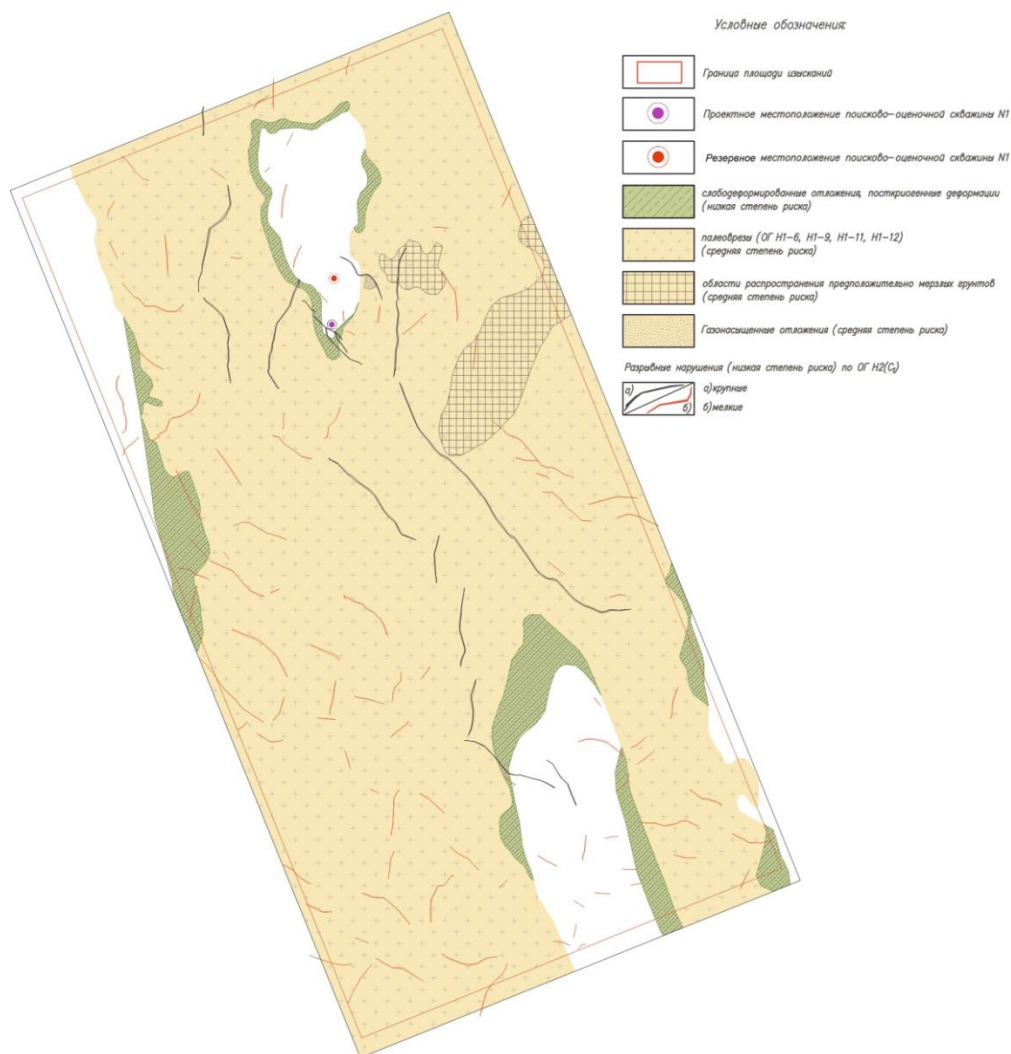 Условные обозначения:
Граница площади изысканий
Проектное местоположение поисково-оценочной скважины N1
Резервное местоположение поисково-оценочной скважины N1
слабодеформированные отложения, посткриогенные деформации
(низкая степень риска)
палеоврезы (ОГ Н1-6, Н1-9, Н1-11, Н1-12)
(средняя степень риска)
области распространения предположительно мерзлых грунтов
(средняя степень риска)
Газонасыщенные отложения (средняя степень риска)
Разрывные нарушения (низкая степень риска) по ОГ Н2(С₁)
а) а)крупные
б) б)мелкие